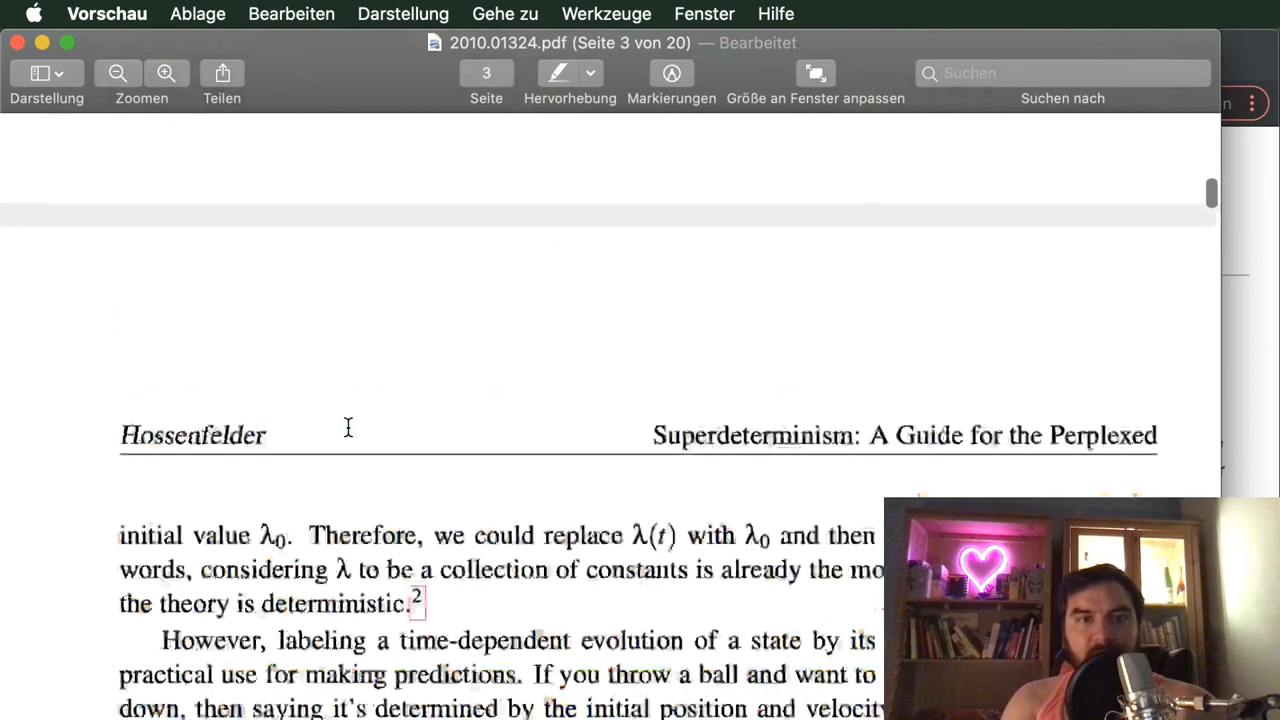 Vorschau Ablage Bearbeiten Darstellung Gehe zu Werkzeuge Fenster Hilfe
2010.01324.pdf (Seite 3 von 20) — Bearbeitet
3
Suchen
Darstellung Zoomen Teilen Seite Hervorhebung Markierungen Größe an Fenster anpassen Suchen nach
n
Hossenfelder Superdeterminism: A Guide for the Perplexed
initial value λ0. Therefore, we could replace λ(t) with λ0 and then
words, considering λ to be a collection of constants is already the mo
the theory is deterministic.2
However, labeling a time-dependent evolution of a state by its
practical use for making predictions. If you throw a ball and want to
down, then saying it's determined by the initial position and velocity